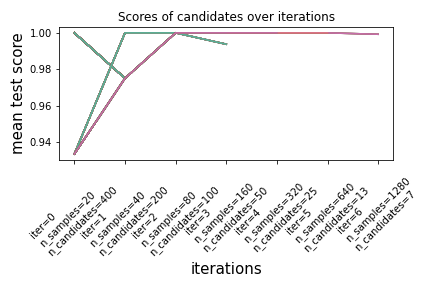 Scores of candidates over iterations
mean test score
1.00
0.98
0.96
0.94
iter=0
n_samples=20
n_candidates=400
iter=1
n_samples=40
n_candidates=200
iter=2
n_samples=80
n_candidates=100
iter=3
n_samples=160
n_candidates=50
iter=4
n_samples=320
n_candidates=25
iter=5
n_samples=640
n_candidates=13
iter=6
n_samples=1280
n_candidates=7
iterations